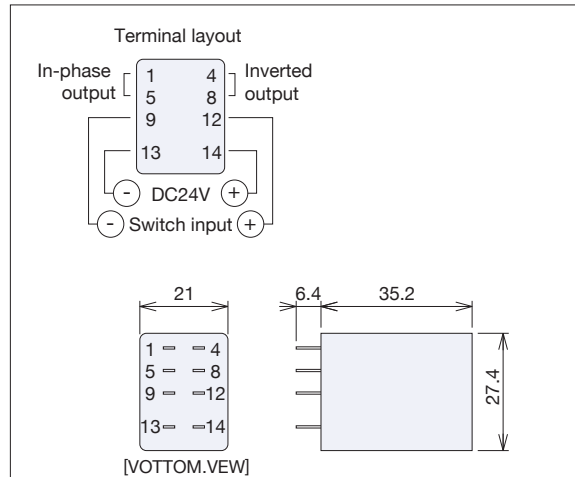 Terminal layout
In-phase output
1 4
Inverted output
5 8
9 12
13 14
- DC24V +
- Switch input +
21
6.4 35.2
27.4
1 4
5 8
9 12
13 14
[VOTTOM.VEW]